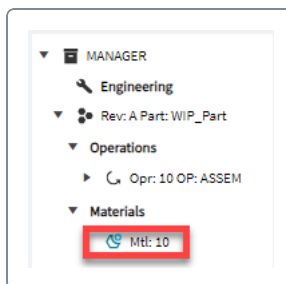 MANAGER
Engineering
Rev: A Part: WIP_Part
Operations
Opr: 10 OP: ASSEM
Materials
Mtl: 10